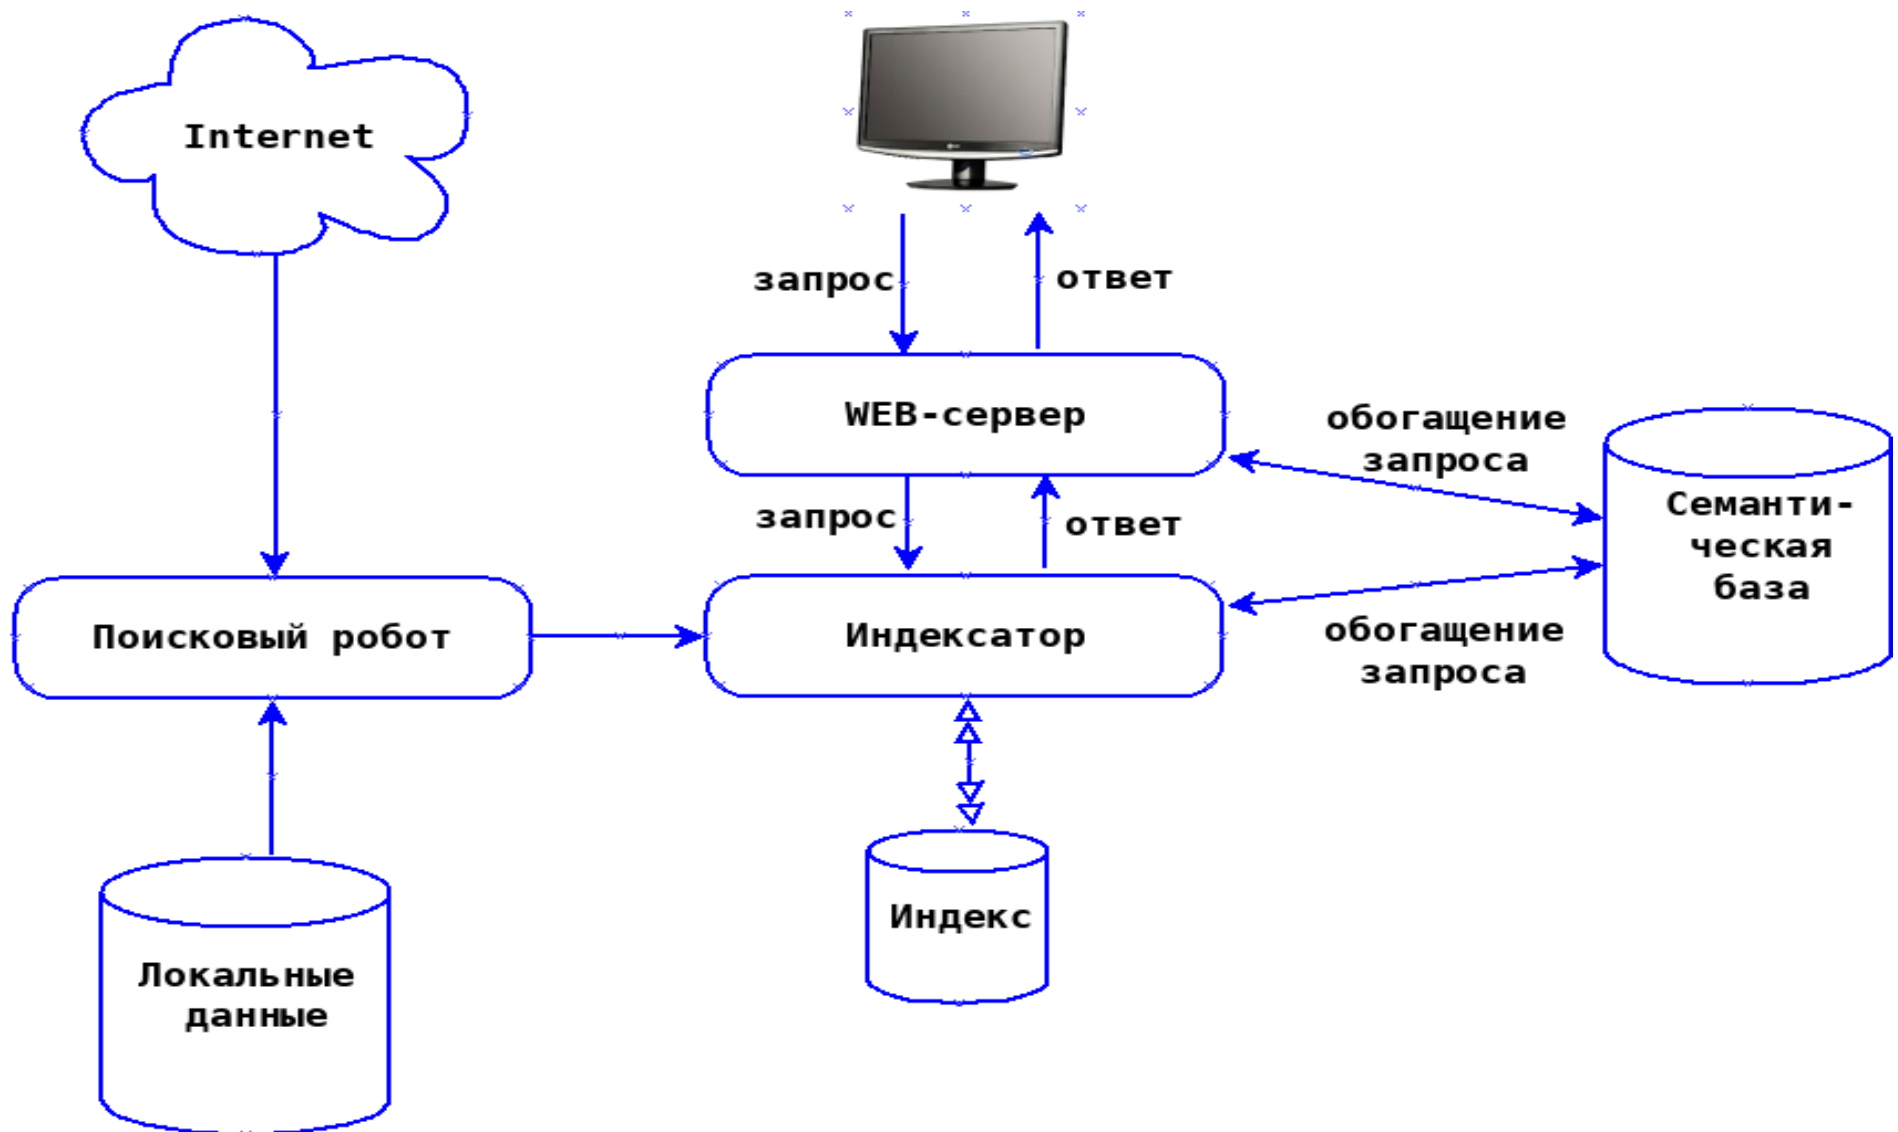 Internet
запрос
ответ
WEB-сервер
обогащение
запроса
Семанти-
ческая
база
запрос
ответ
Поисковый робот
Индексатор
обогащение
запроса
Индекс
Локальные
данные